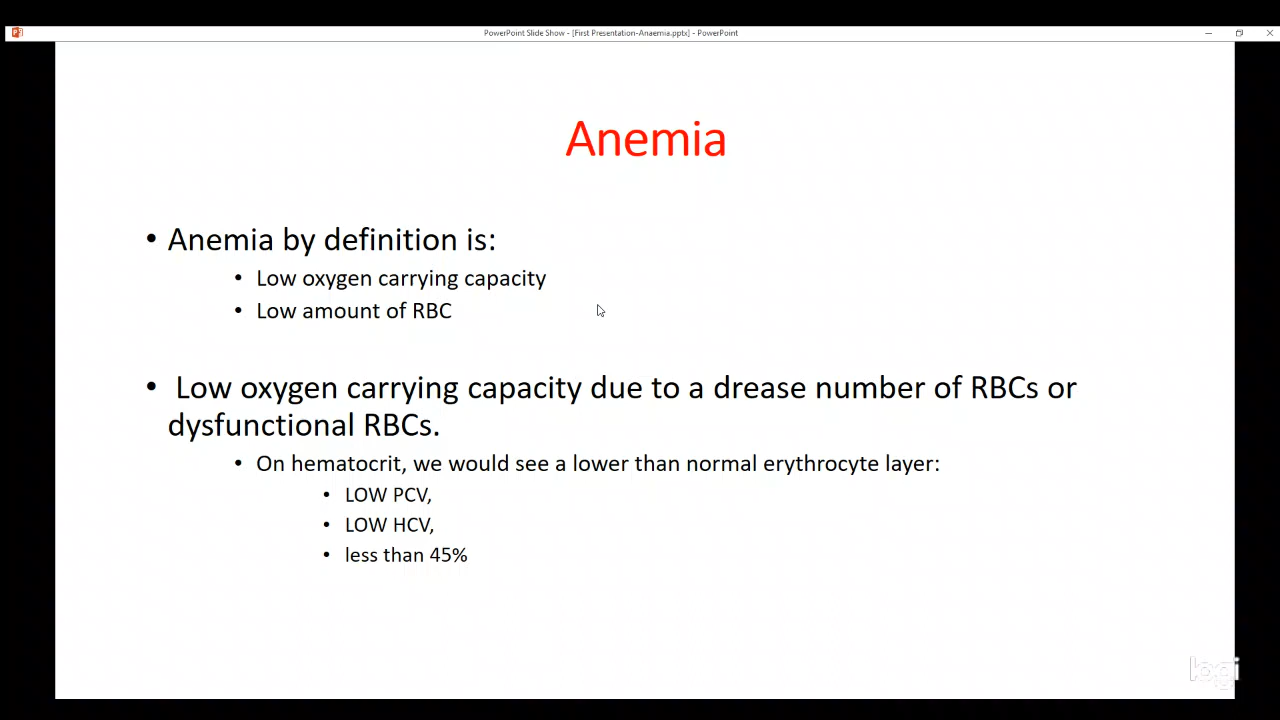 PowerPoint Slide Show - [First Presentation-Anaemia.pptx] - PowerPoint
Anemia
• Anemia by definition is:
• Low oxygen carrying capacity
• Low amount of RBC
• Low oxygen carrying capacity due to a drease number of RBCs or
dysfunctional RBCs.
• On hematocrit, we would see a lower than normal erythrocyte layer:
• LOW PCV,
• LOW HCV,
• less than 45%
logi